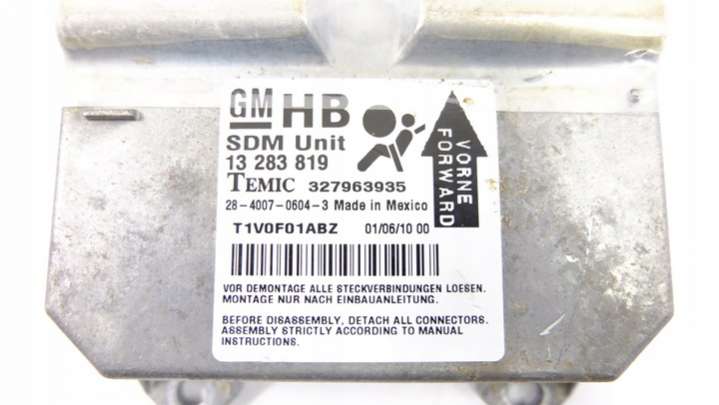 GM HB
SDM Unit
13 283 819
TEMIC 327963935
28-4007-0604-3 Made in Mexico
T1V0F01ABZ 01/06/10 00
VORNE
FORWARD
VOR DEMONTAGE ALLE STECKVERBINDUNGEN LOESEN.
MONTAGE NUR NACH EINBAUANLEITUNG.
BEFORE DISASSEMBLY, DETACH ALL CONNECTORS.
ASSEMBLY STRICTLY ACCORDING TO MANUAL
INSTRUCTIONS.